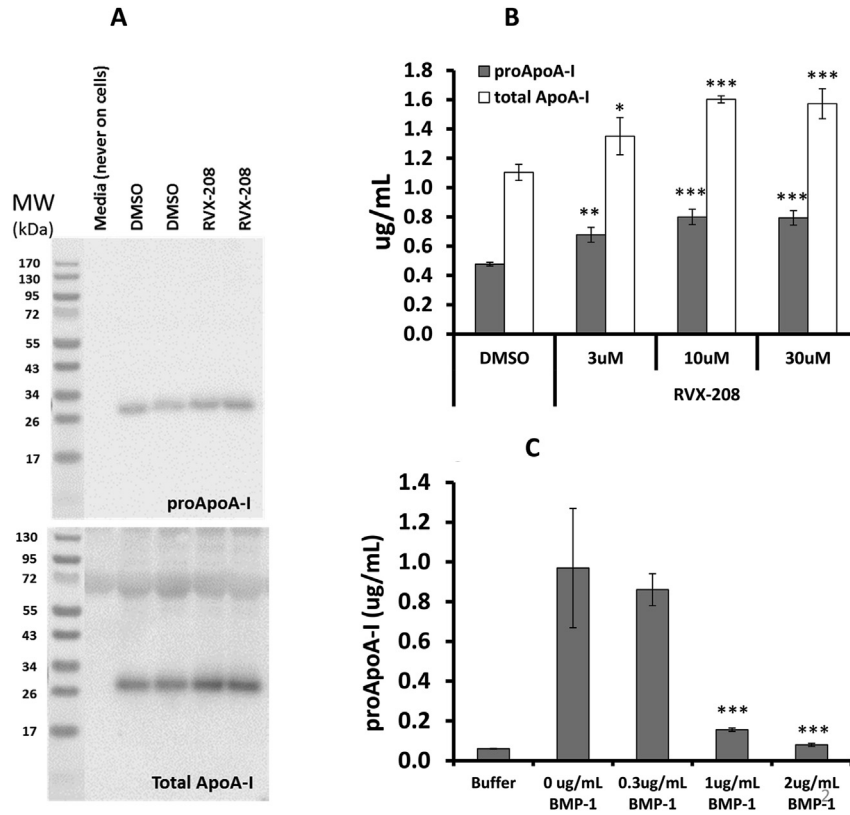 A
Media (never on cells)
DMSO
DMSO
RVX-208
RVX-208
MW
(kDa)
170
130
95
72
55
43
34
26
17
proApoA-I
130
95
72
55
43
34
26
17
Total ApoA-I
B
proApoA-I
total ApoA-I
ug/mL
1.8
1.6
1.4
1.2
1.0
0.8
0.6
0.4
0.2
0.0
** *
*** ***
*** ***
DMSO 3uM 10uM 30uM
RVX-208
C
proApoA-I (ug/mL)
1.4
1.2
1.0
0.8
0.6
0.4
0.2
0.0
*** ***
Buffer 0 ug/mL 0.3ug/mL 1ug/mL 2ug/mL
BMP-1 BMP-1 BMP-1 BMP-1
2